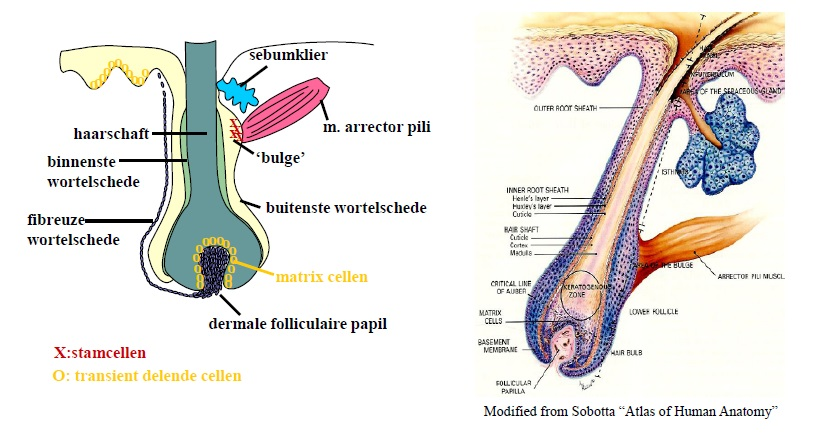 sebumklier
haarschaft
m. arrector pili
binnenste
wortelschede
‘bulge’
buitenste wortelschede
fibreuze
wortelschede
matrix cellen
dermale folliculaire papil
X:stamcellen
O: transient delende cellen
OUTER ROOT SHEATH
OF THE SEBACEOUS GLAND
INNER ROOT SHEATH
Henle's layer
Huxley's layer
Cuticle
HAIR SHAFT
Cuticle
Cortex
Medulla
OF THE BULGE
ARRECTOR PILI MUSCL
CRITICAL LINE
OF AUBER
KERATOGENOUS
ZONE
LOWER FOLLICLE
MATRIX
CELLS
BASEMENT
MEMBRANE
HAIR BULB
FOLLICULAR
PAPILLA
Modified from Sobotta “Atlas of Human Anatomy”